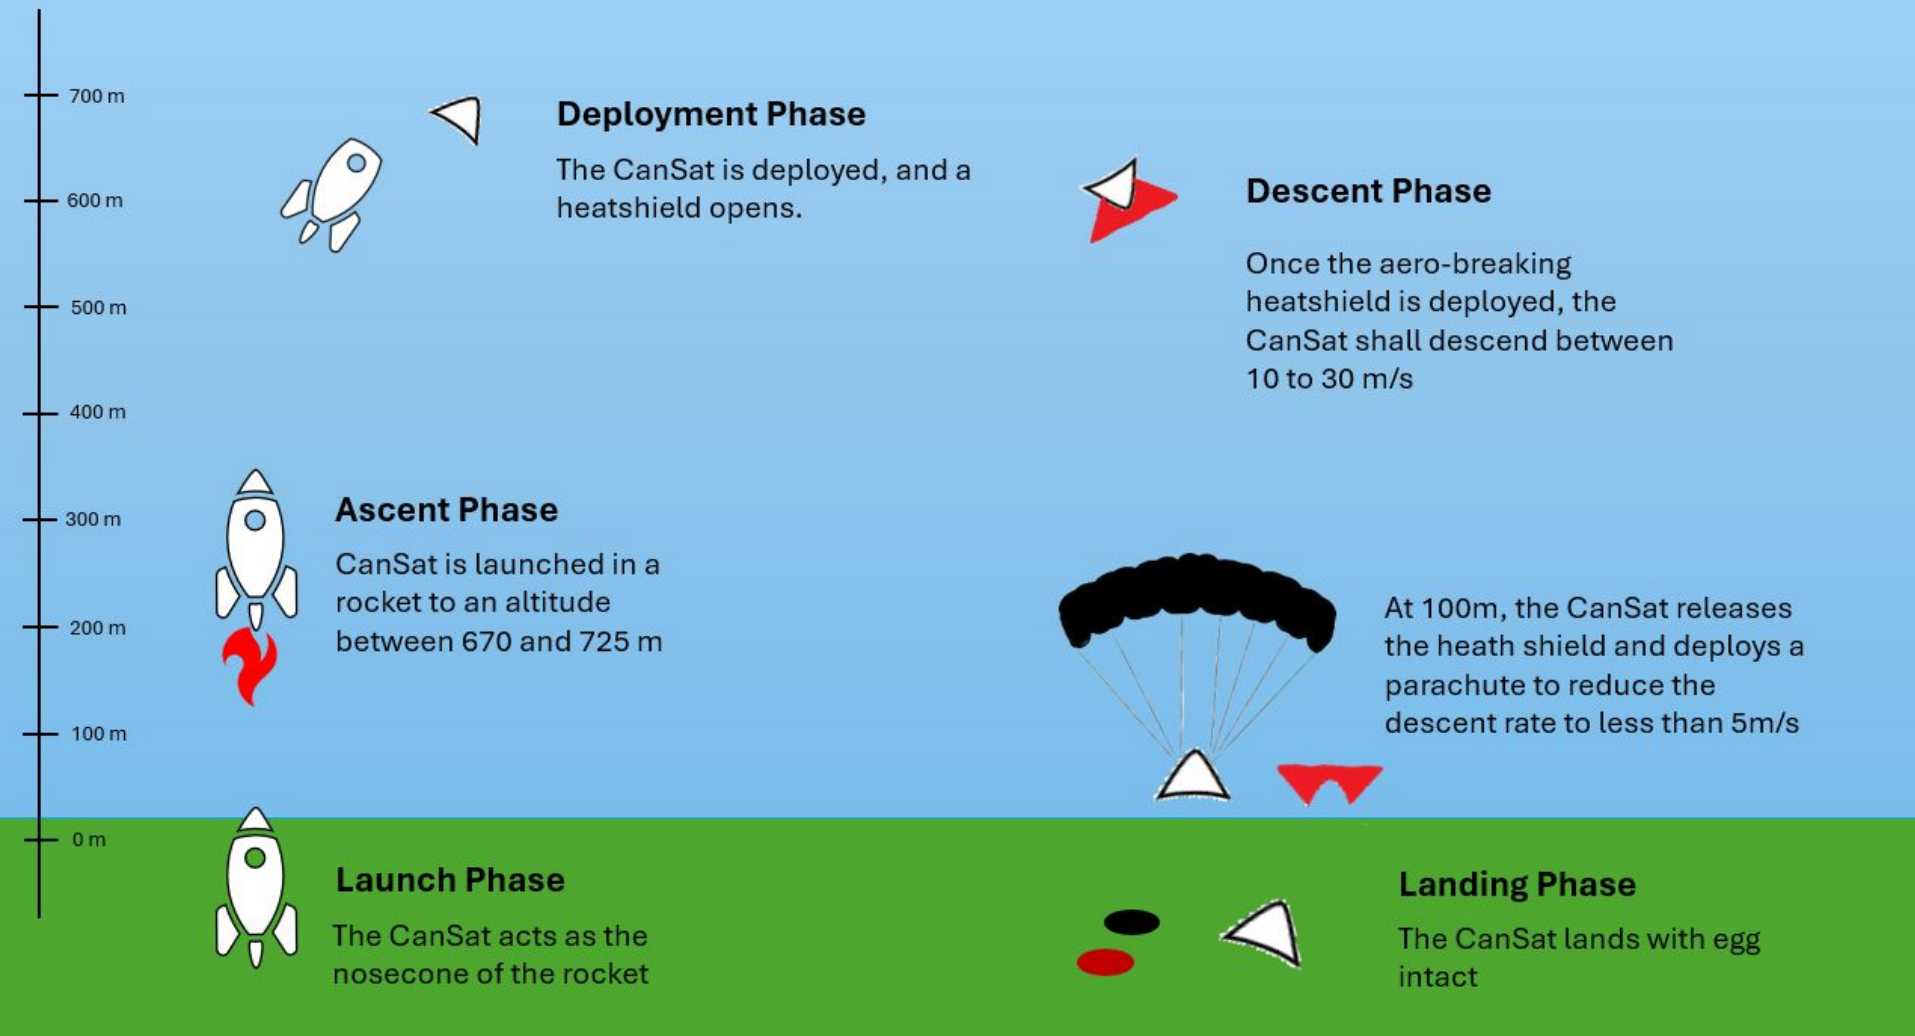 700 m
600 m
500 m
400 m
300 m
200 m
100 m
0 m
Deployment Phase
The CanSat is deployed, and a
heatshield opens.
Descent Phase
Once the aero-breaking
heatshield is deployed, the
CanSat shall descend between
10 to 30 m/s
Ascent Phase
CanSat is launched in a
rocket to an altitude
between 670 and 725 m
At 100m, the CanSat releases
the heath shield and deploys a
parachute to reduce the
descent rate to less than 5m/s
Launch Phase
The CanSat acts as the
nosecone of the rocket
Landing Phase
The CanSat lands with egg
intact